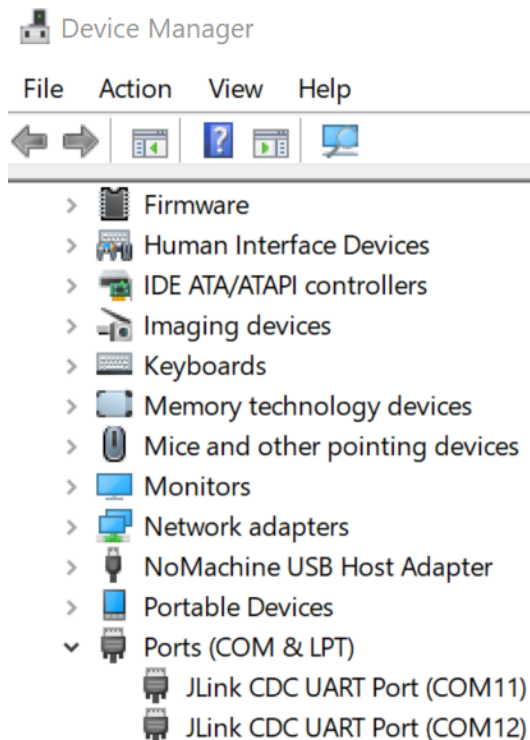 Device Manager
File Action View Help
Firmware
Human Interface Devices
IDE ATA/ATAPI controllers
Imaging devices
Keyboards
Memory technology devices
Mice and other pointing devices
Monitors
Network adapters
NoMachine USB Host Adapter
Portable Devices
Ports (COM & LPT)
JLink CDC UART Port (COM11)
JLink CDC UART Port (COM12)